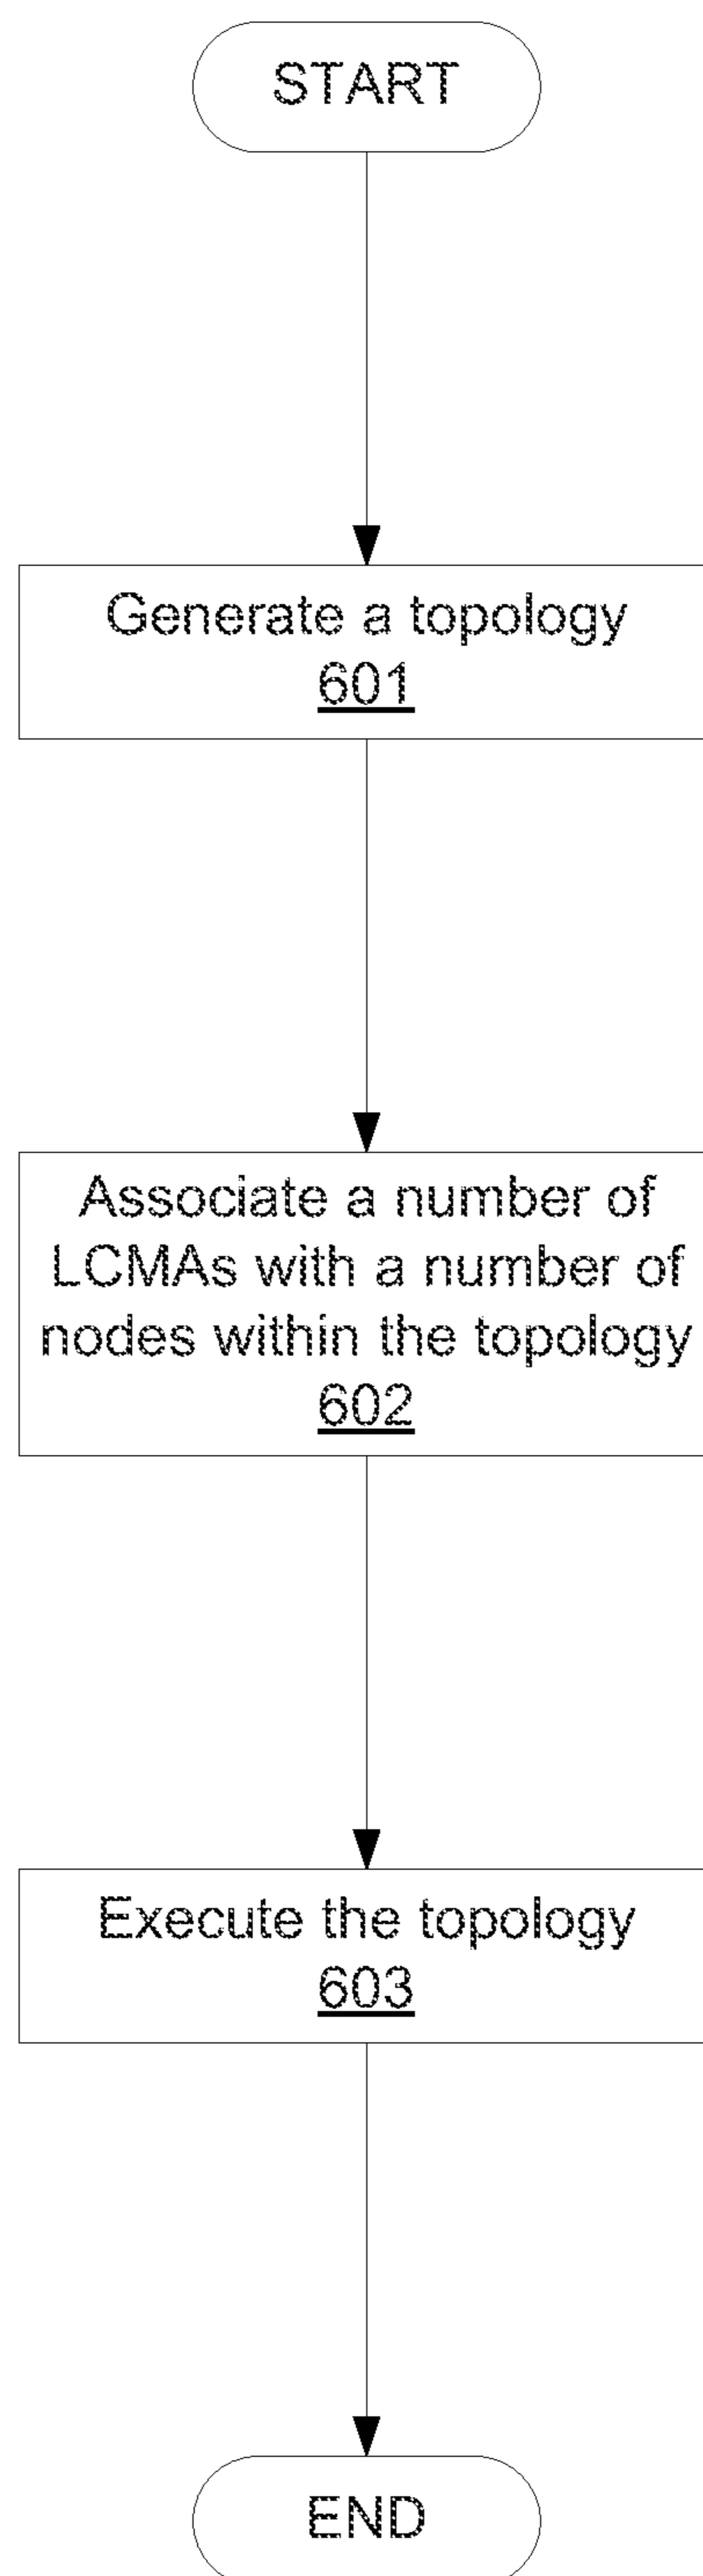 START
Generate a topology
601
Associate a number of
LCMAs with a number of
nodes within the topology
602
Execute the topology
603
END